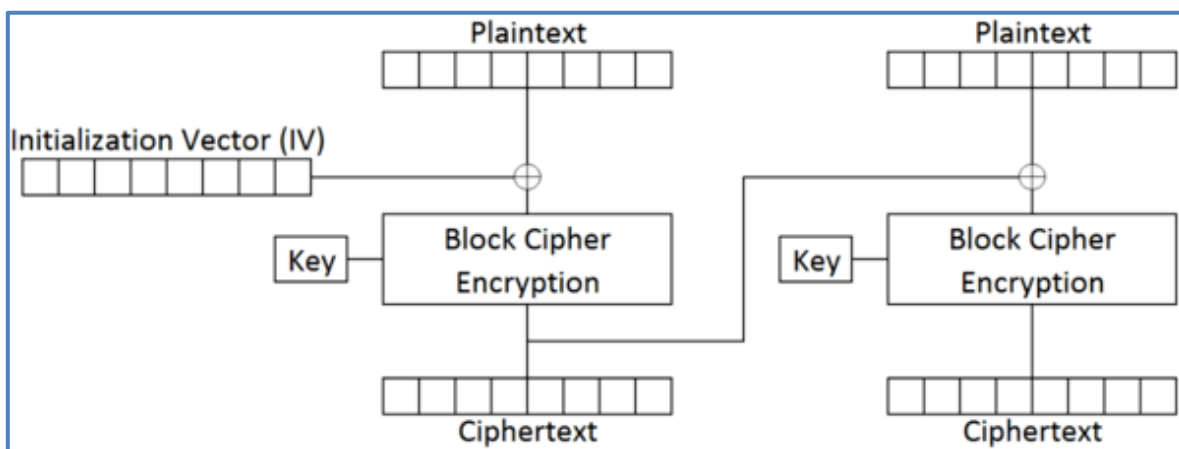 Plaintext
Plaintext
Initialization Vector (IV)
Key
Block Cipher
Encryption
Key
Block Cipher
Encryption
Ciphertext
Ciphertext